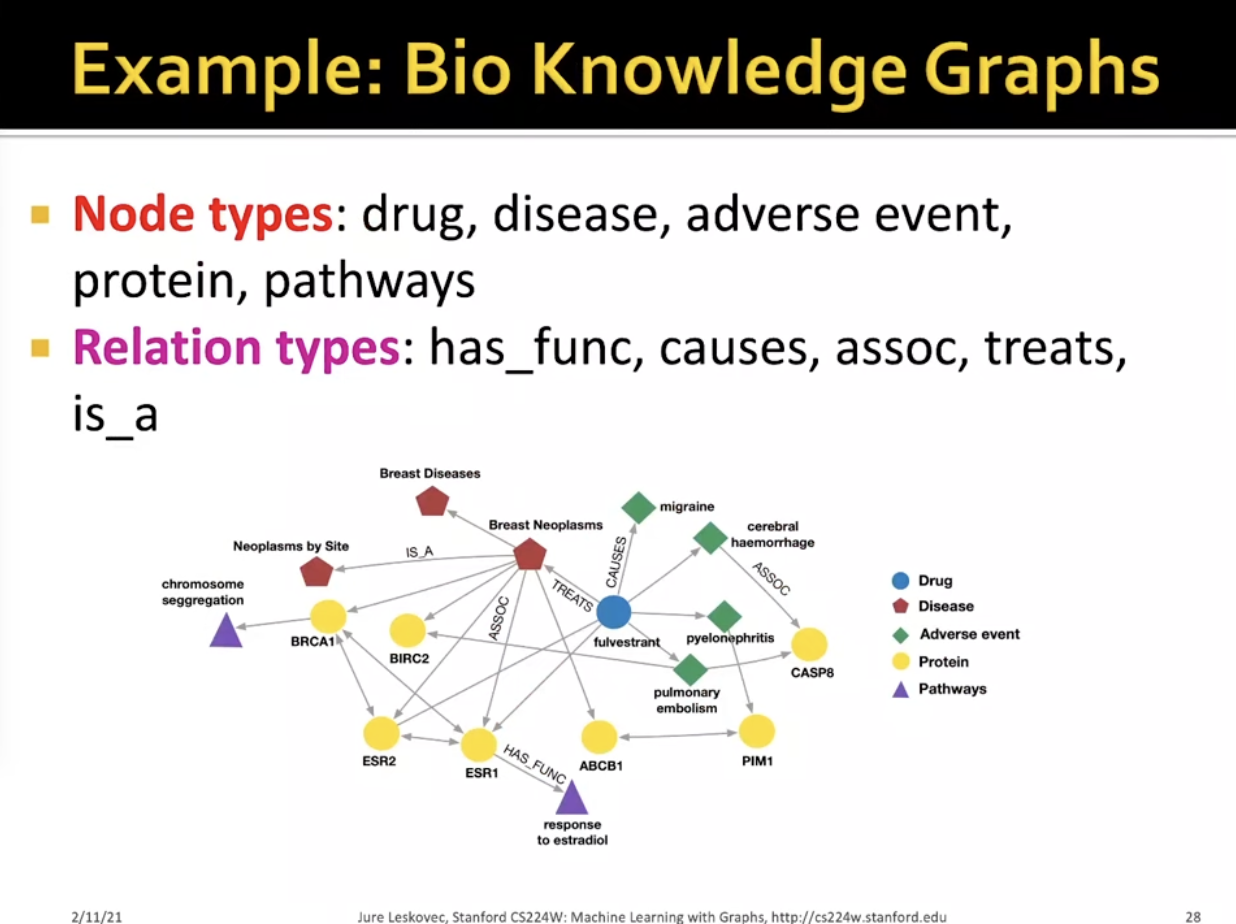 Example: Bio Knowledge Graphs
Node types: drug, disease, adverse event,
protein, pathways
Relation types: has_func, causes, assoc, treats,
is_a
Breast Diseases
migraine
Breast Neoplasms
cerebral
haemorrhage
Neoplasms by Site
IS_A
CAUSES
ASSOC
chromosome
seggregation
TREATS
Drug
Disease
Adverse event
Protein
Pathways
BRCA1
BIRC2
ASSOC
fulvestrant
pyelonephritis
CASP8
pulmonary
embolism
ESR2
ESR1
HAS_FUNC
ABCB1
PIM1
response
to estradiol
2/11/21
Jure Leskovec, Stanford CS224W: Machine Learning with Graphs, http://cs224w.stanford.edu
28